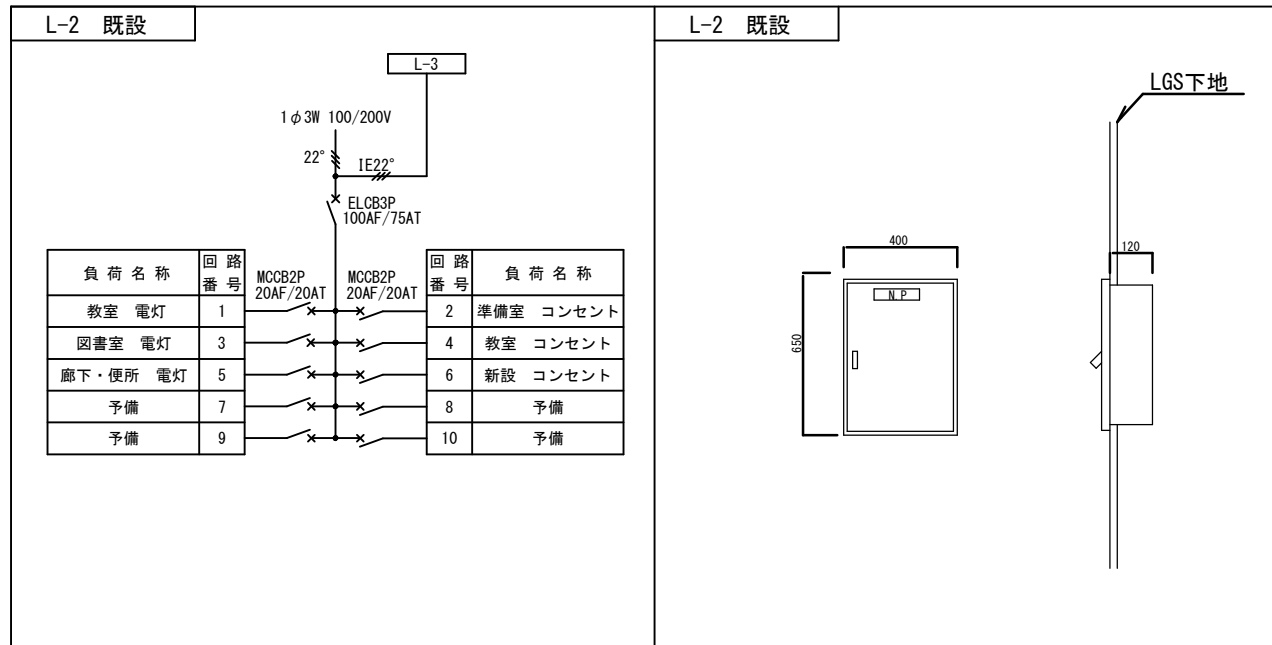 L-2 既設
L-3
1φ3W 100/200V
22°
IE22°
ELCB3P
100AF/75AT
負荷名称
回路
番号
MCCB2P
20AF/20AT
MCCB2P
20AF/20AT
回路
番号
負荷名称
教室 電灯 1 2 準備室 コンセント
図書室 電灯 3 4 教室 コンセント
廊下・便所 電灯 5 6 新設 コンセント
予備 7 8 予備
予備 9 10 予備
L-2 既設
LGS下地
400
120
N.P
650